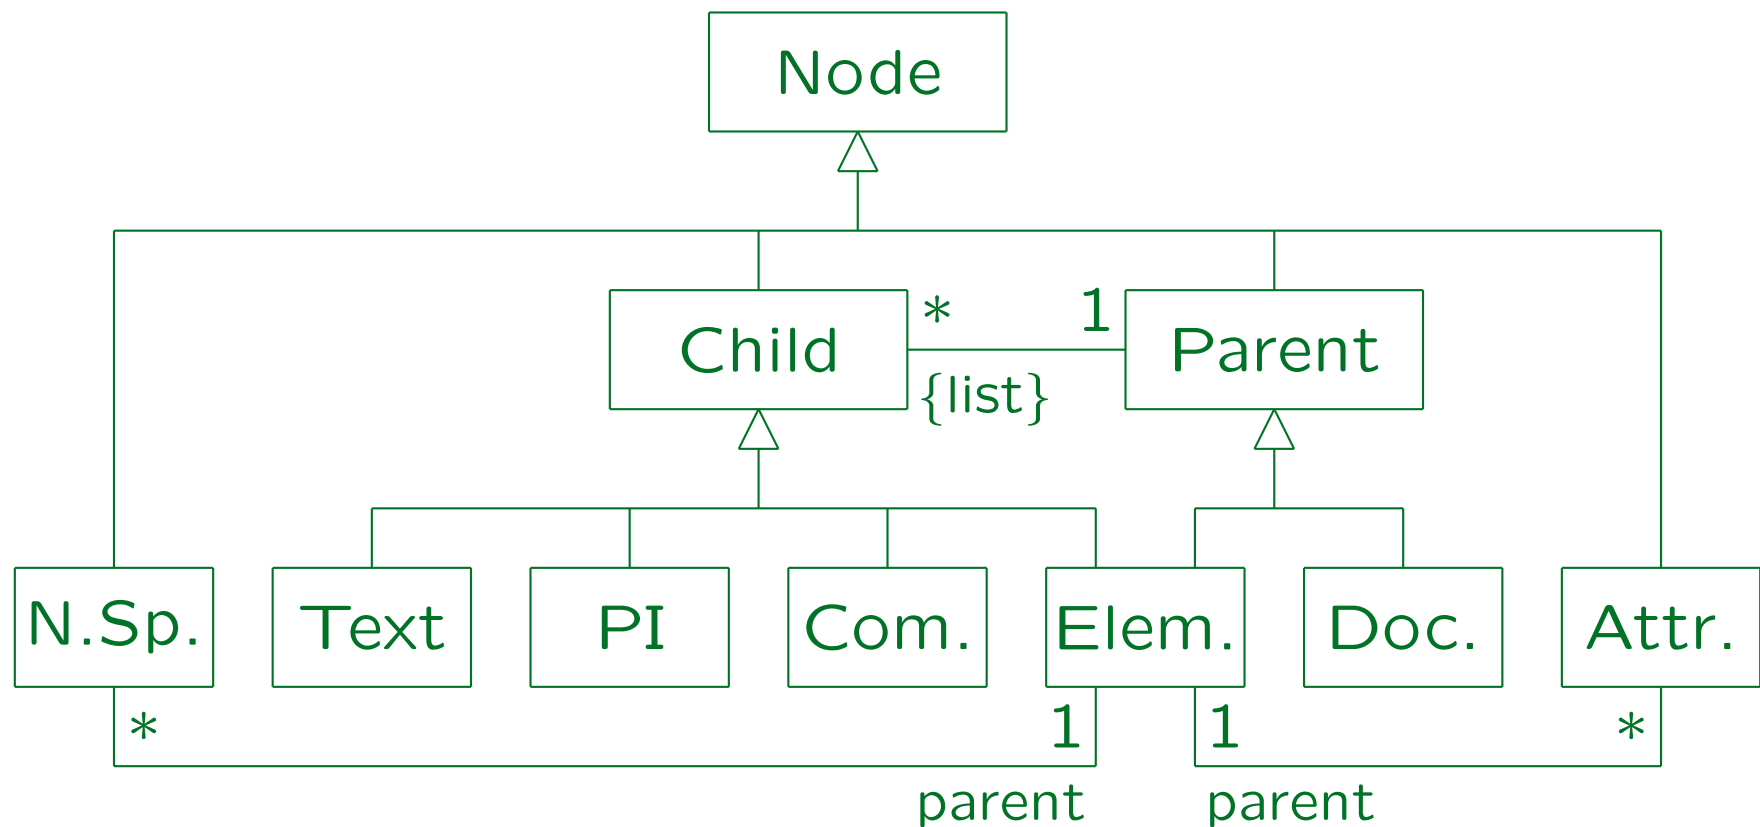 Node
* 1
Child Parent
{list}
N.Sp. Text PI Com. Elem. Doc. Attr.
* 1 1 *
parent parent